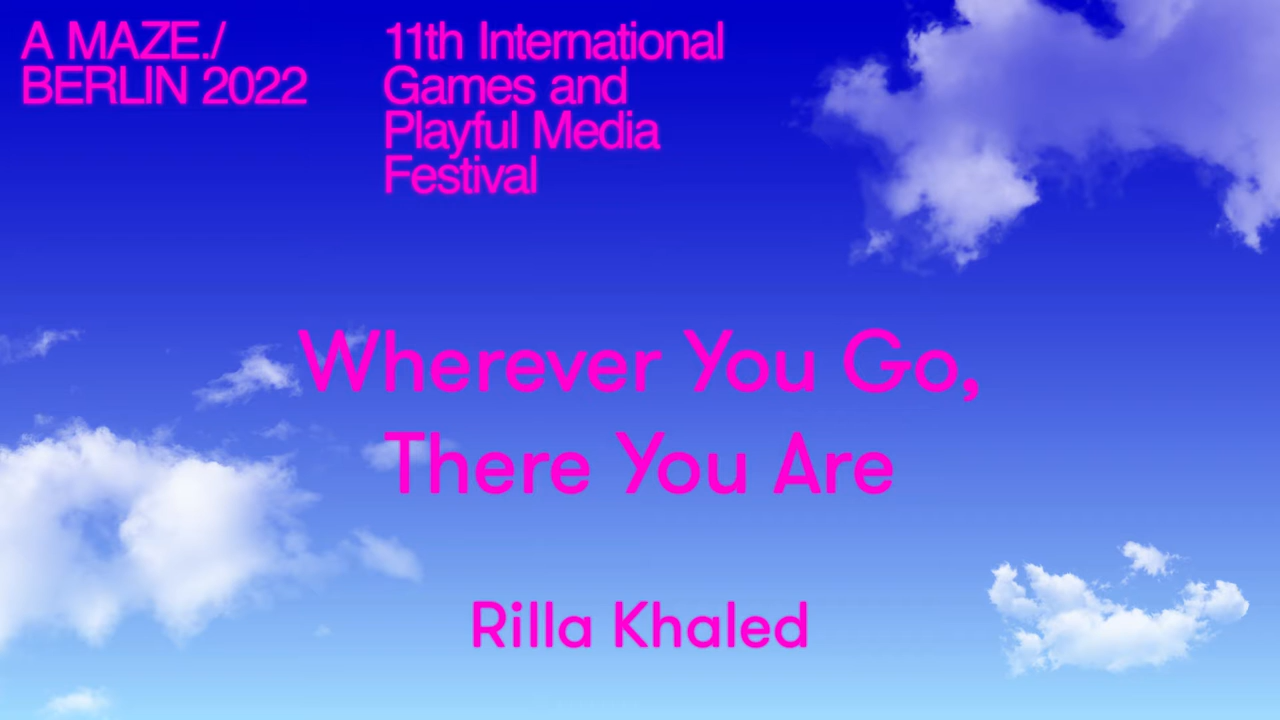 A MAZE./
BERLIN 2022
11th International
Games and
Playful Media
Festival
Wherever You Go,
There You Are
Rilla Khaled